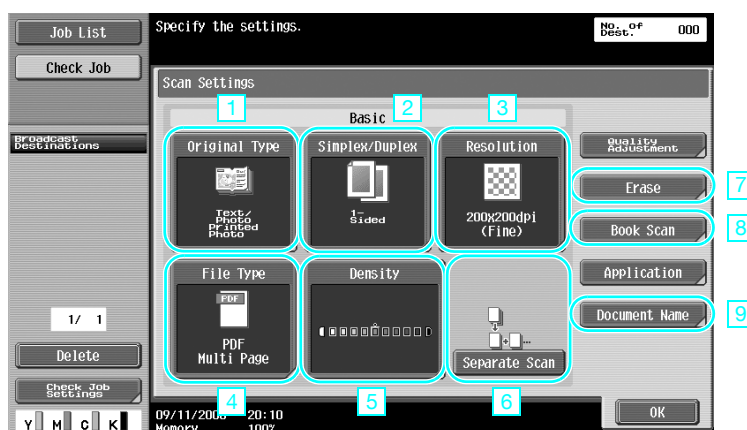 Job List
Check Job
Specify the settings.
No. of
Dest. 000
Scan Settings
1
2
3
Basic
Broadcast
Destinations
Original Type
Simplex/Duplex
Resolution
Quality
Adjustment
Text/
Photo
Printed
Photo
1-
Sided
200x200dpi
(Fine)
Erase
7
Book Scan
8
File Type
Density
Application
PDF
PDF
Multi Page
Separate Scan
Document Name
9
1/ 1
Delete
Check Job
Settings
4
5
6
OK
Y M C K
20:10
Memory 100%